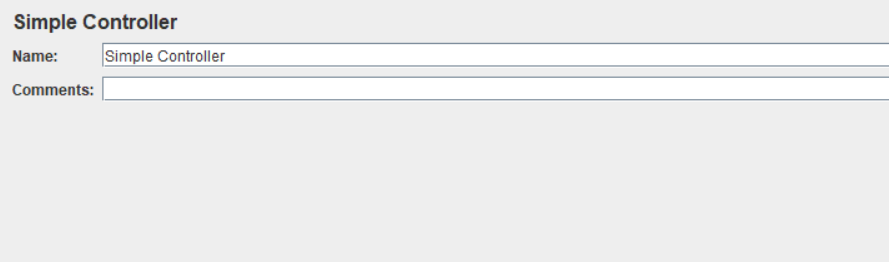 Simple Controller
Name: Simple Controller
Comments: